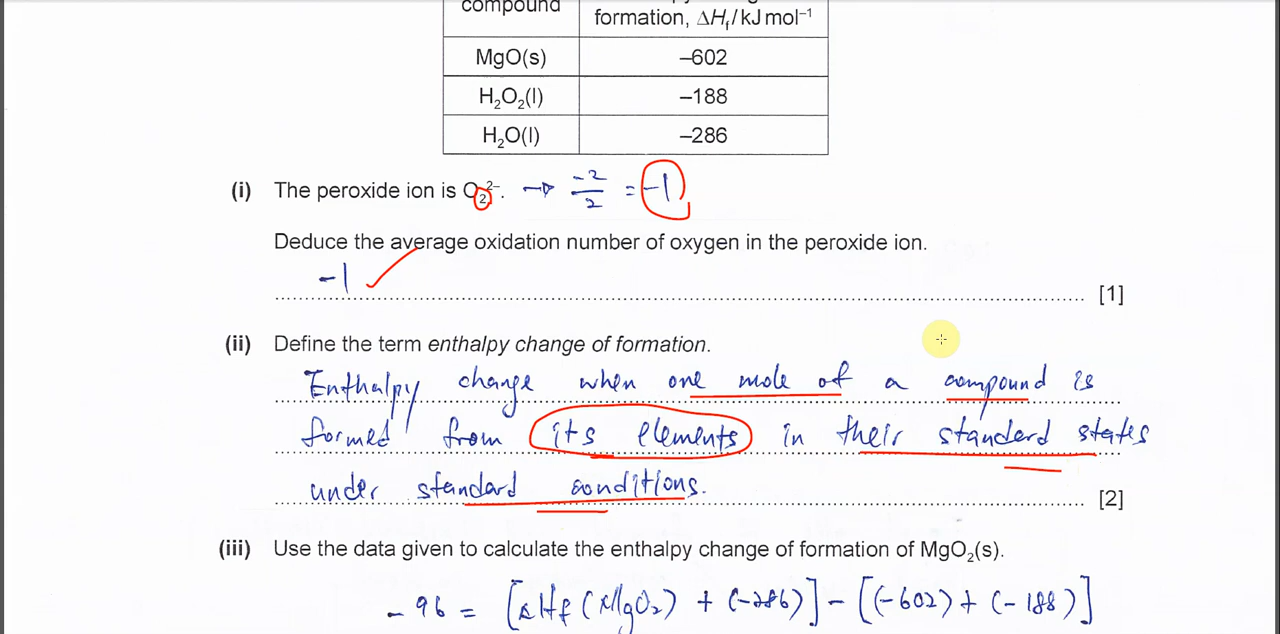 compound
formation, ΔHf/kJ mol⁻¹
MgO(s) –602
H₂O₂(l) –188
H₂O(l) –286
(i) The peroxide ion is O₂²⁻. → -2/2 = -1
Deduce the average oxidation number of oxygen in the peroxide ion.
-1
[1]
(ii) Define the term enthalpy change of formation.
Enthalpy change when one mole of a compound is
formed from its elements in their standard states
under standard conditions.
[2]
(iii) Use the data given to calculate the enthalpy change of formation of MgO₂(s).
-96 = [ΔHf(MgO₂) + (-286)] - [(-602) + (-188)]